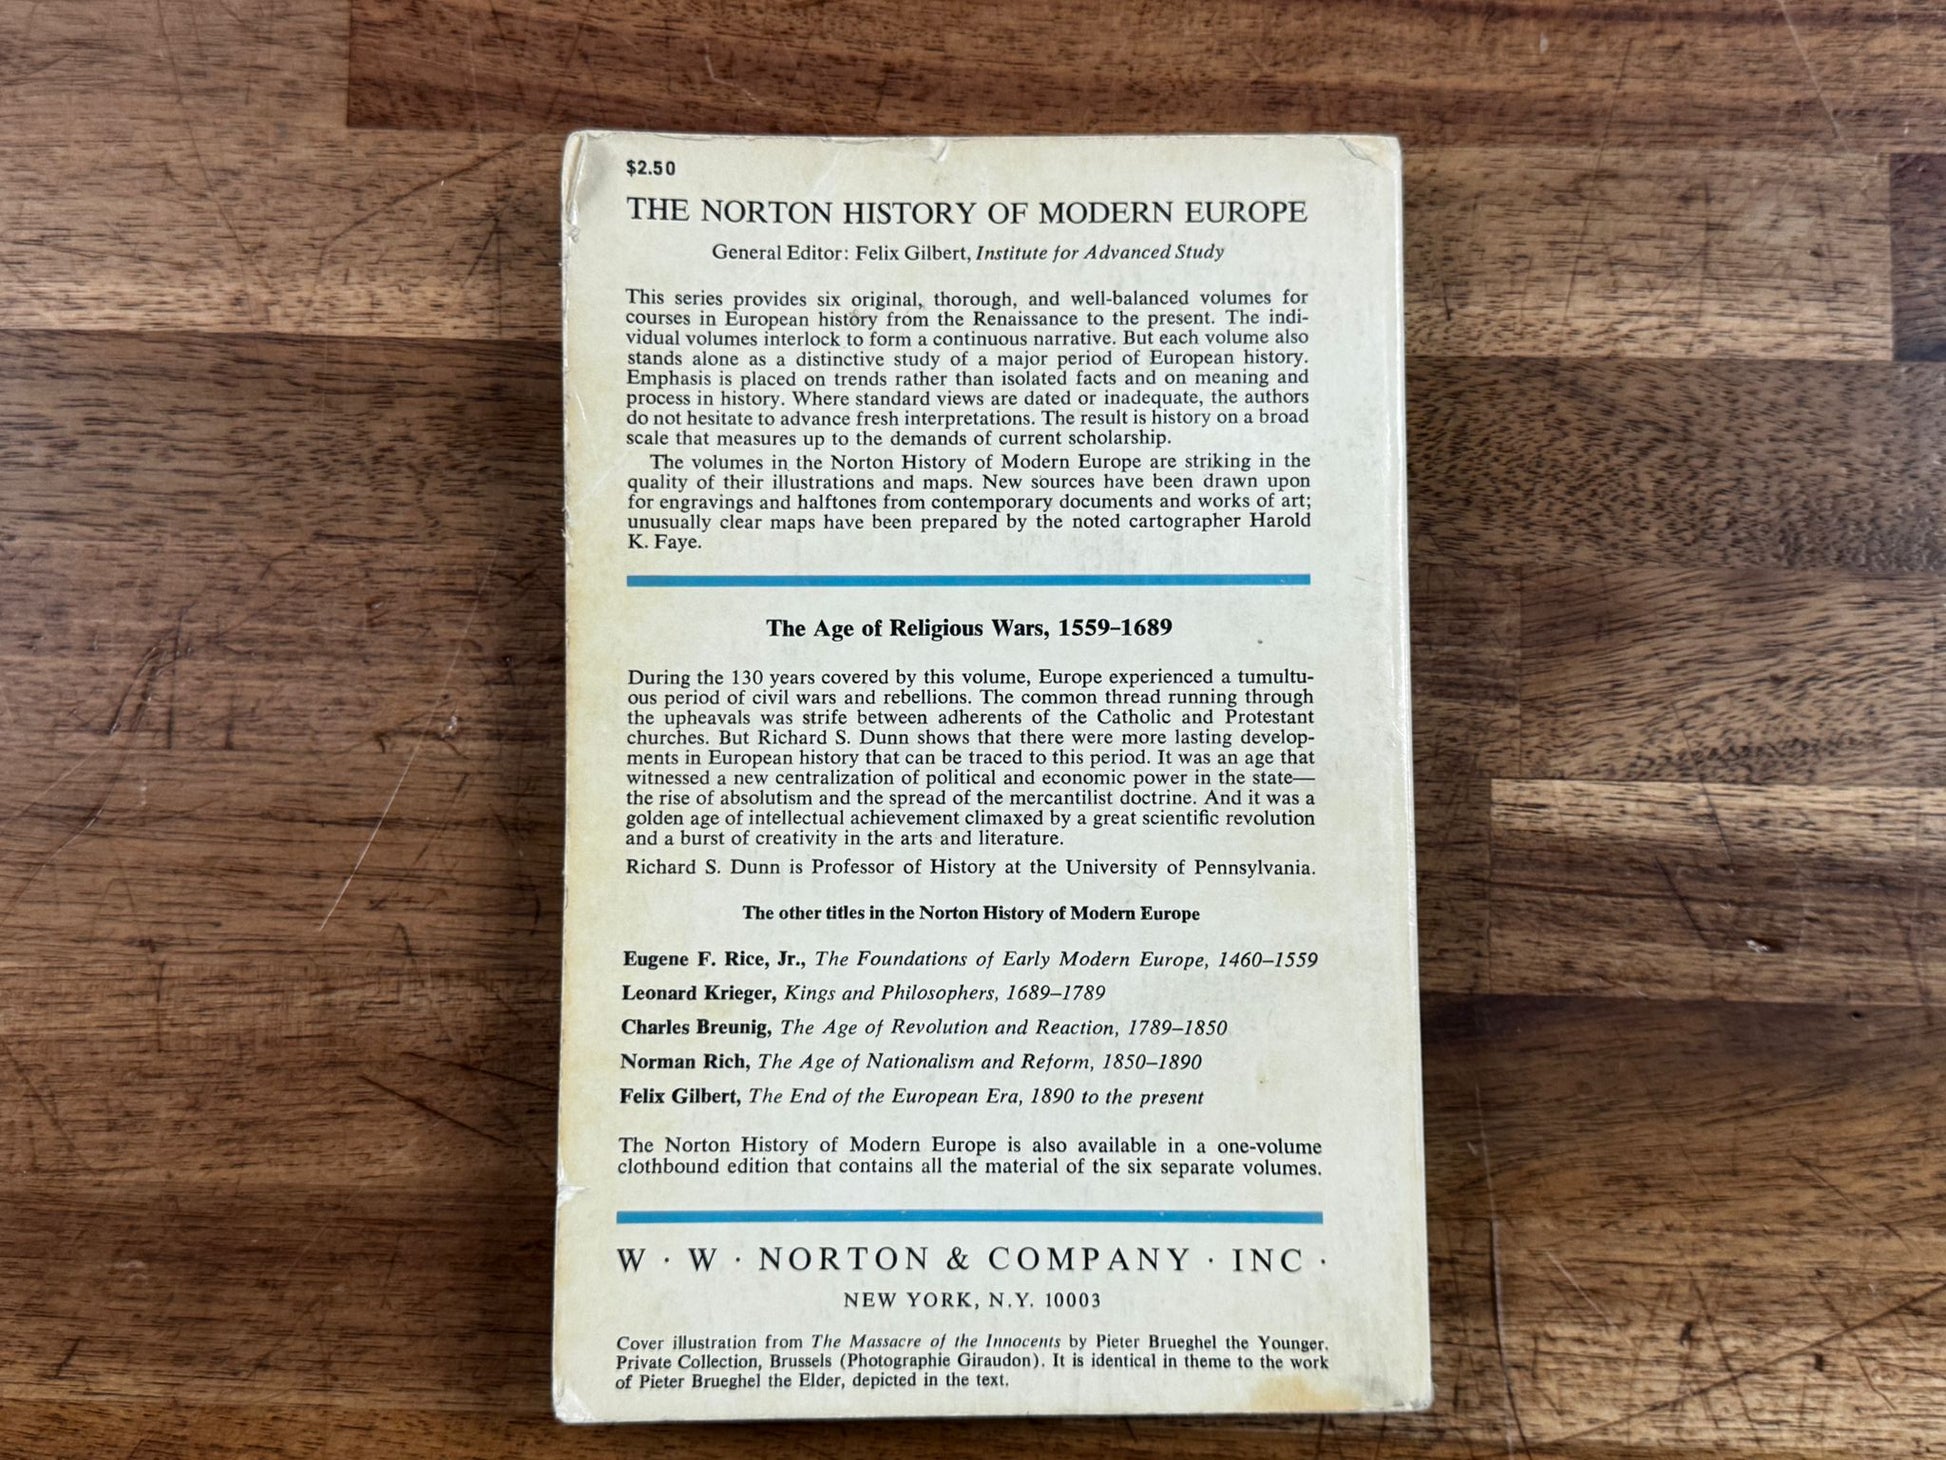 $2.50
THE NORTON HISTORY OF MODERN EUROPE
General Editor: Felix Gilbert, Institute for Advanced Study
This series provides six original, thorough, and well-balanced volumes for
courses in European history from the Renaissance to the present. The indi-
vidual volumes interlock to form a continuous narrative. But each volume also
stands alone as a distinctive study of a major period of European history.
Emphasis is placed on trends rather than isolated facts and on meaning and
process in history. Where standard views are dated or inadequate, the authors
do not hesitate to advance fresh interpretations. The result is history on a broad
scale that measures up to the demands of current scholarship.
The volumes in the Norton History of Modern Europe are striking in the
quality of their illustrations and maps. New sources have been drawn upon
for engravings and halftones from contemporary documents and works of art;
unusually clear maps have been prepared by the noted cartographer Harold
K. Faye.
The Age of Religious Wars, 1559–1689
During the 130 years covered by this volume, Europe experienced a tumultu-
ous period of civil wars and rebellions. The common thread running through
the upheavals was strife between adherents of the Catholic and Protestant
churches. But Richard S. Dunn shows that there were more lasting develop-
ments in European history that can be traced to this period. It was an age that
witnessed a new centralization of political and economic power in the state—
the rise of absolutism and the spread of the mercantilist doctrine. And it was a
golden age of intellectual achievement climaxed by a great scientific revolution
and a burst of creativity in the arts and literature.
Richard S. Dunn is Professor of History at the University of Pennsylvania.
The other titles in the Norton History of Modern Europe
Eugene F. Rice, Jr., The Foundations of Early Modern Europe, 1460–1559
Leonard Krieger, Kings and Philosophers, 1689–1789
Charles Breunig, The Age of Revolution and Reaction, 1789–1850
Norman Rich, The Age of Nationalism and Reform, 1850–1890
Felix Gilbert, The End of the European Era, 1890 to the present
The Norton History of Modern Europe is also available in a one-volume
clothbound edition that contains all the material of the six separate volumes.
W · W · NORTON & COMPANY · INC ·
NEW YORK, N.Y. 10003
Cover illustration from The Massacre of the Innocents by Pieter Brueghel the Younger.
Private Collection, Brussels (Photographie Giraudon). It is identical in theme to the work
of Pieter Brueghel the Elder, depicted in the text.